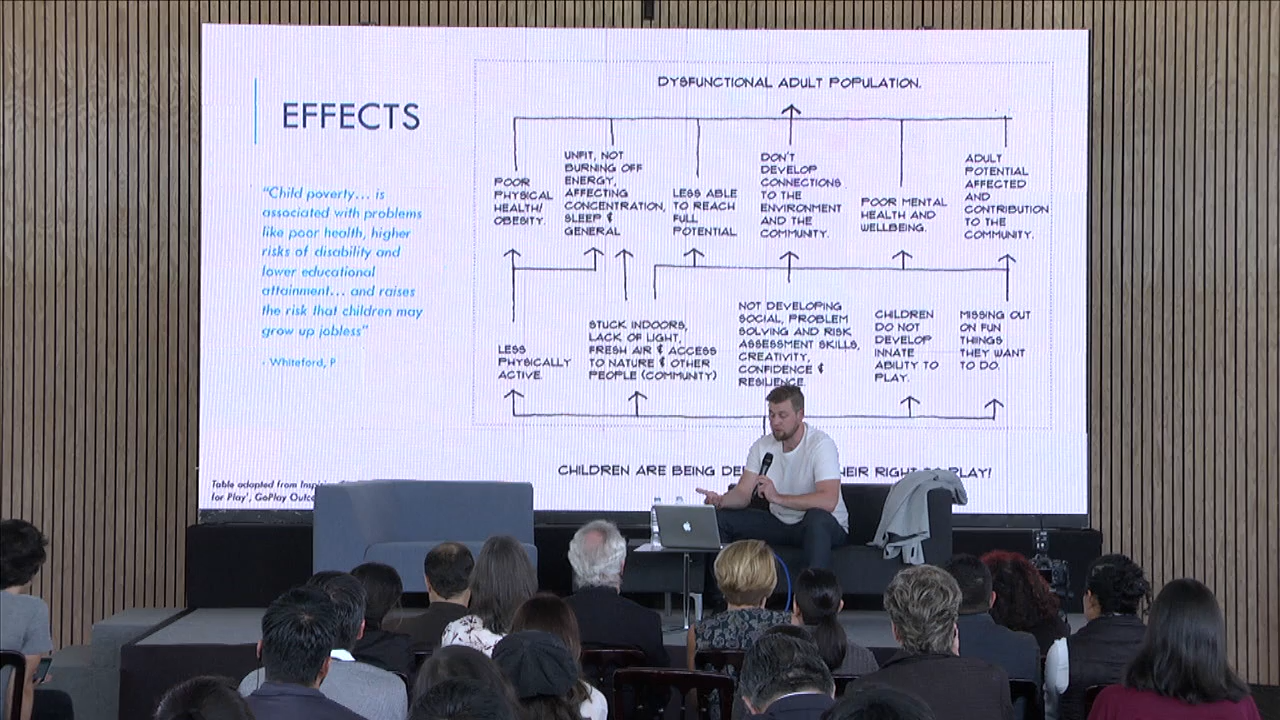 EFFECTS
"Child poverty... is
associated with problems
like poor health, higher
risks of disability and
lower educational
attainment... and raises
the risk that children may
grow up jobless"
- Whiteford, P
Table adapted from
for Play', GoPlay
DYSFUNCTIONAL ADULT POPULATION.
POOR
PHYSICAL
HEALTH/
OBESITY.
UNFIT, NOT
BURNING OFF
ENERGY,
AFFECTING
CONCENTRATION,
SLEEP &
GENERAL
LESS ABLE
TO REACH
FULL
POTENTIAL
DON'T
DEVELOP
CONNECTIONS
TO THE
ENVIRONMENT
AND THE
COMMUNITY.
POOR MENTAL
HEALTH AND
WELLBEING.
ADULT
POTENTIAL
AFFECTED
AND
CONTRIBUTION
TO THE
COMMUNITY.
LESS
PHYSICALLY
ACTIVE.
STUCK INDOORS,
LACK OF LIGHT,
FRESH AIR & ACCESS
TO NATURE & OTHER
PEOPLE (COMMUNITY)
NOT DEVELOPING
SOCIAL, PROBLEM
SOLVING AND RISK
ASSESSMENT SKILLS,
CREATIVITY,
CONFIDENCE &
RESILIENCE.
CHILDREN
DO NOT
DEVELOP
INNATE
ABILITY TO
PLAY.
MISSING OUT
ON FUN
THINGS
THEY WANT
TO DO.
CHILDREN ARE BEING RIGHT PLAY!